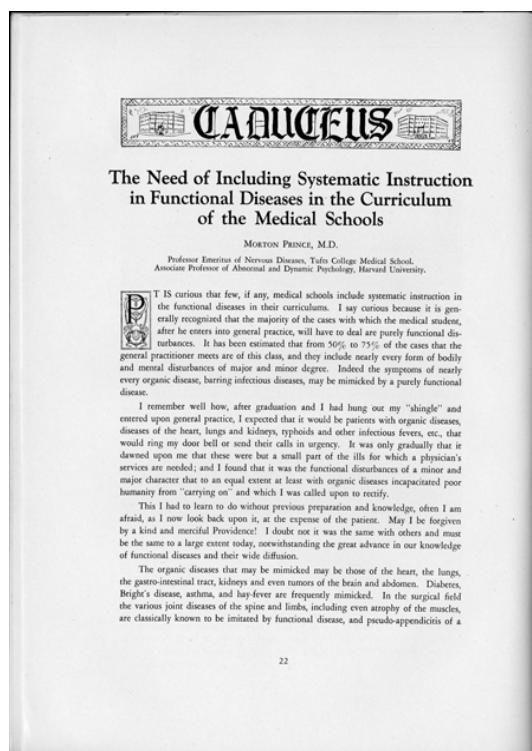 CADUCEUS
The Need of Including Systematic Instruction
in Functional Diseases in the Curriculum
of the Medical Schools
MORTON PRINCE, M.D.
Professor Emeritus of Nervous Diseases, Tufts College Medical School.
Associate Professor of Abnormal and Dynamic Psychology, Harvard University.
PT IS curious that few, if any, medical schools include systematic instruction in
the functional diseases in their curriculums. I say curious because it is gen-
erally recognized that the majority of the cases with which the medical student,
after he enters into general practice, will have to deal are purely functional dis-
turbances. It has been estimated that from 50% to 75% of the cases that the
general practitioner meets are of this class, and they include nearly every form of bodily
and mental disturbances of major and minor degree. Indeed the symptoms of nearly
every organic disease, barring infectious diseases, may be mimicked by a purely functional
disease.
I remember well how, after graduation and I had hung out my "shingle" and
entered upon general practice, I expected that it would be patients with organic diseases,
diseases of the heart, lungs and kidneys, typhoids and other infectious fevers, etc., that
would ring my door bell or send their calls in urgency. It was only gradually that it
dawned upon me that these were but a small part of the ills for which a physician's
services are needed; and I found that it was the functional disturbances of a minor and
major character that to an equal extent at least with organic diseases incapacitated poor
humanity from "carrying on" and which I was called upon to rectify.
This I had to learn to do without previous preparation and knowledge, often I am
afraid, as I now look back upon it, at the expense of the patient. May I be forgiven
by a kind and merciful Providence! I doubt not it was the same with others and must
be the same to a large extent today, notwithstanding the great advance in our knowledge
of functional diseases and their wide diffusion.
The organic diseases that may be mimicked may be those of the heart, the lungs,
the gastro-intestinal tract, kidneys and even tumors of the brain and abdomen. Diabetes,
Bright's disease, asthma, and hay-fever are frequently mimicked. In the surgical field
the various joint diseases of the spine and limbs, including even atrophy of the muscles,
are classically known to be imitated by functional disease, and pseudo-appendicitis of a
22